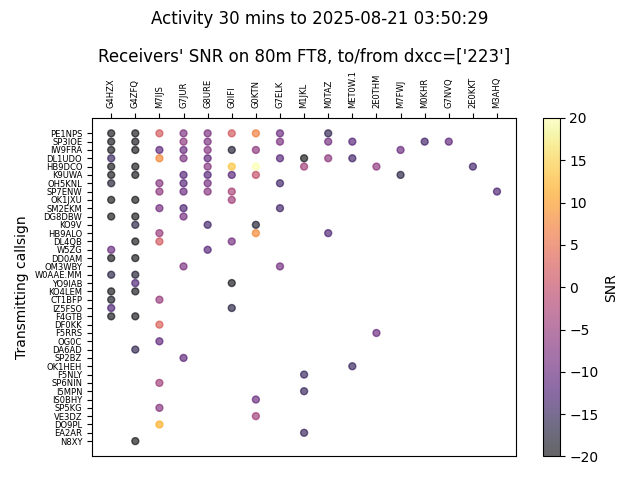 Activity 30 mins to 2025-08-21 03:50:29
Receivers' SNR on 80m FT8, to/from dxcc=['223']
G4HZX
G4ZFQ
M7IJS
G7JUR
G8URE
G0IFI
G0KTN
G7ELK
M1JKL
M0TAZ
MET0W.1
2E0THM
M7FWJ
M0KHR
G7NVQ
2E0KKT
M3AHQ
PE1NPS
SP3IOE
IW9FRA
DL1UDO
HB9DCO
K9UWA
OH5KNL
SP7ENW
OK1JXU
SM2EKM
DG8DBW
KO9V
HB9ALO
DL4QB
W5ZG
DD0AM
OM3WBY
W0AAE.MM
YO9IAB
KO4LEM
CT1BFP
IZ5FSO
F4GTB
DF0KK
F5RRS
OG0C
DA6AD
SP2BZ
OK1HEH
F5NLY
SP6NIN
I5MPN
IS0BHY
SP5KG
VE3DZ
DO9PL
EA2AR
N8XY
Transmitting callsign
20
15
10
5
0
−5
−10
−15
−20
SNR